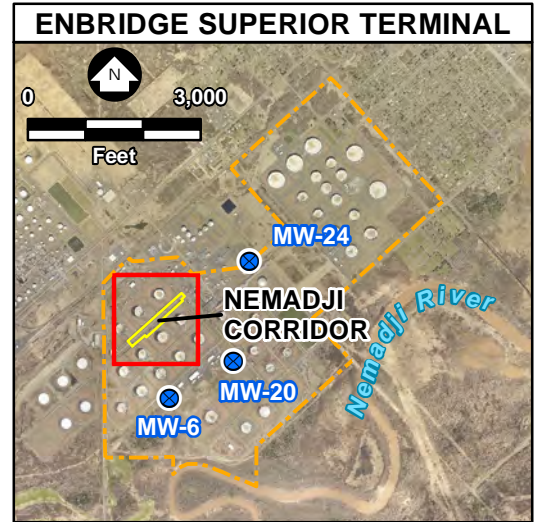 ENBRIDGE SUPERIOR TERMINAL
N
0 3,000
Feet
MW-24
NEMADJI
CORRIDOR
Nemadji River
MW-20
MW-6